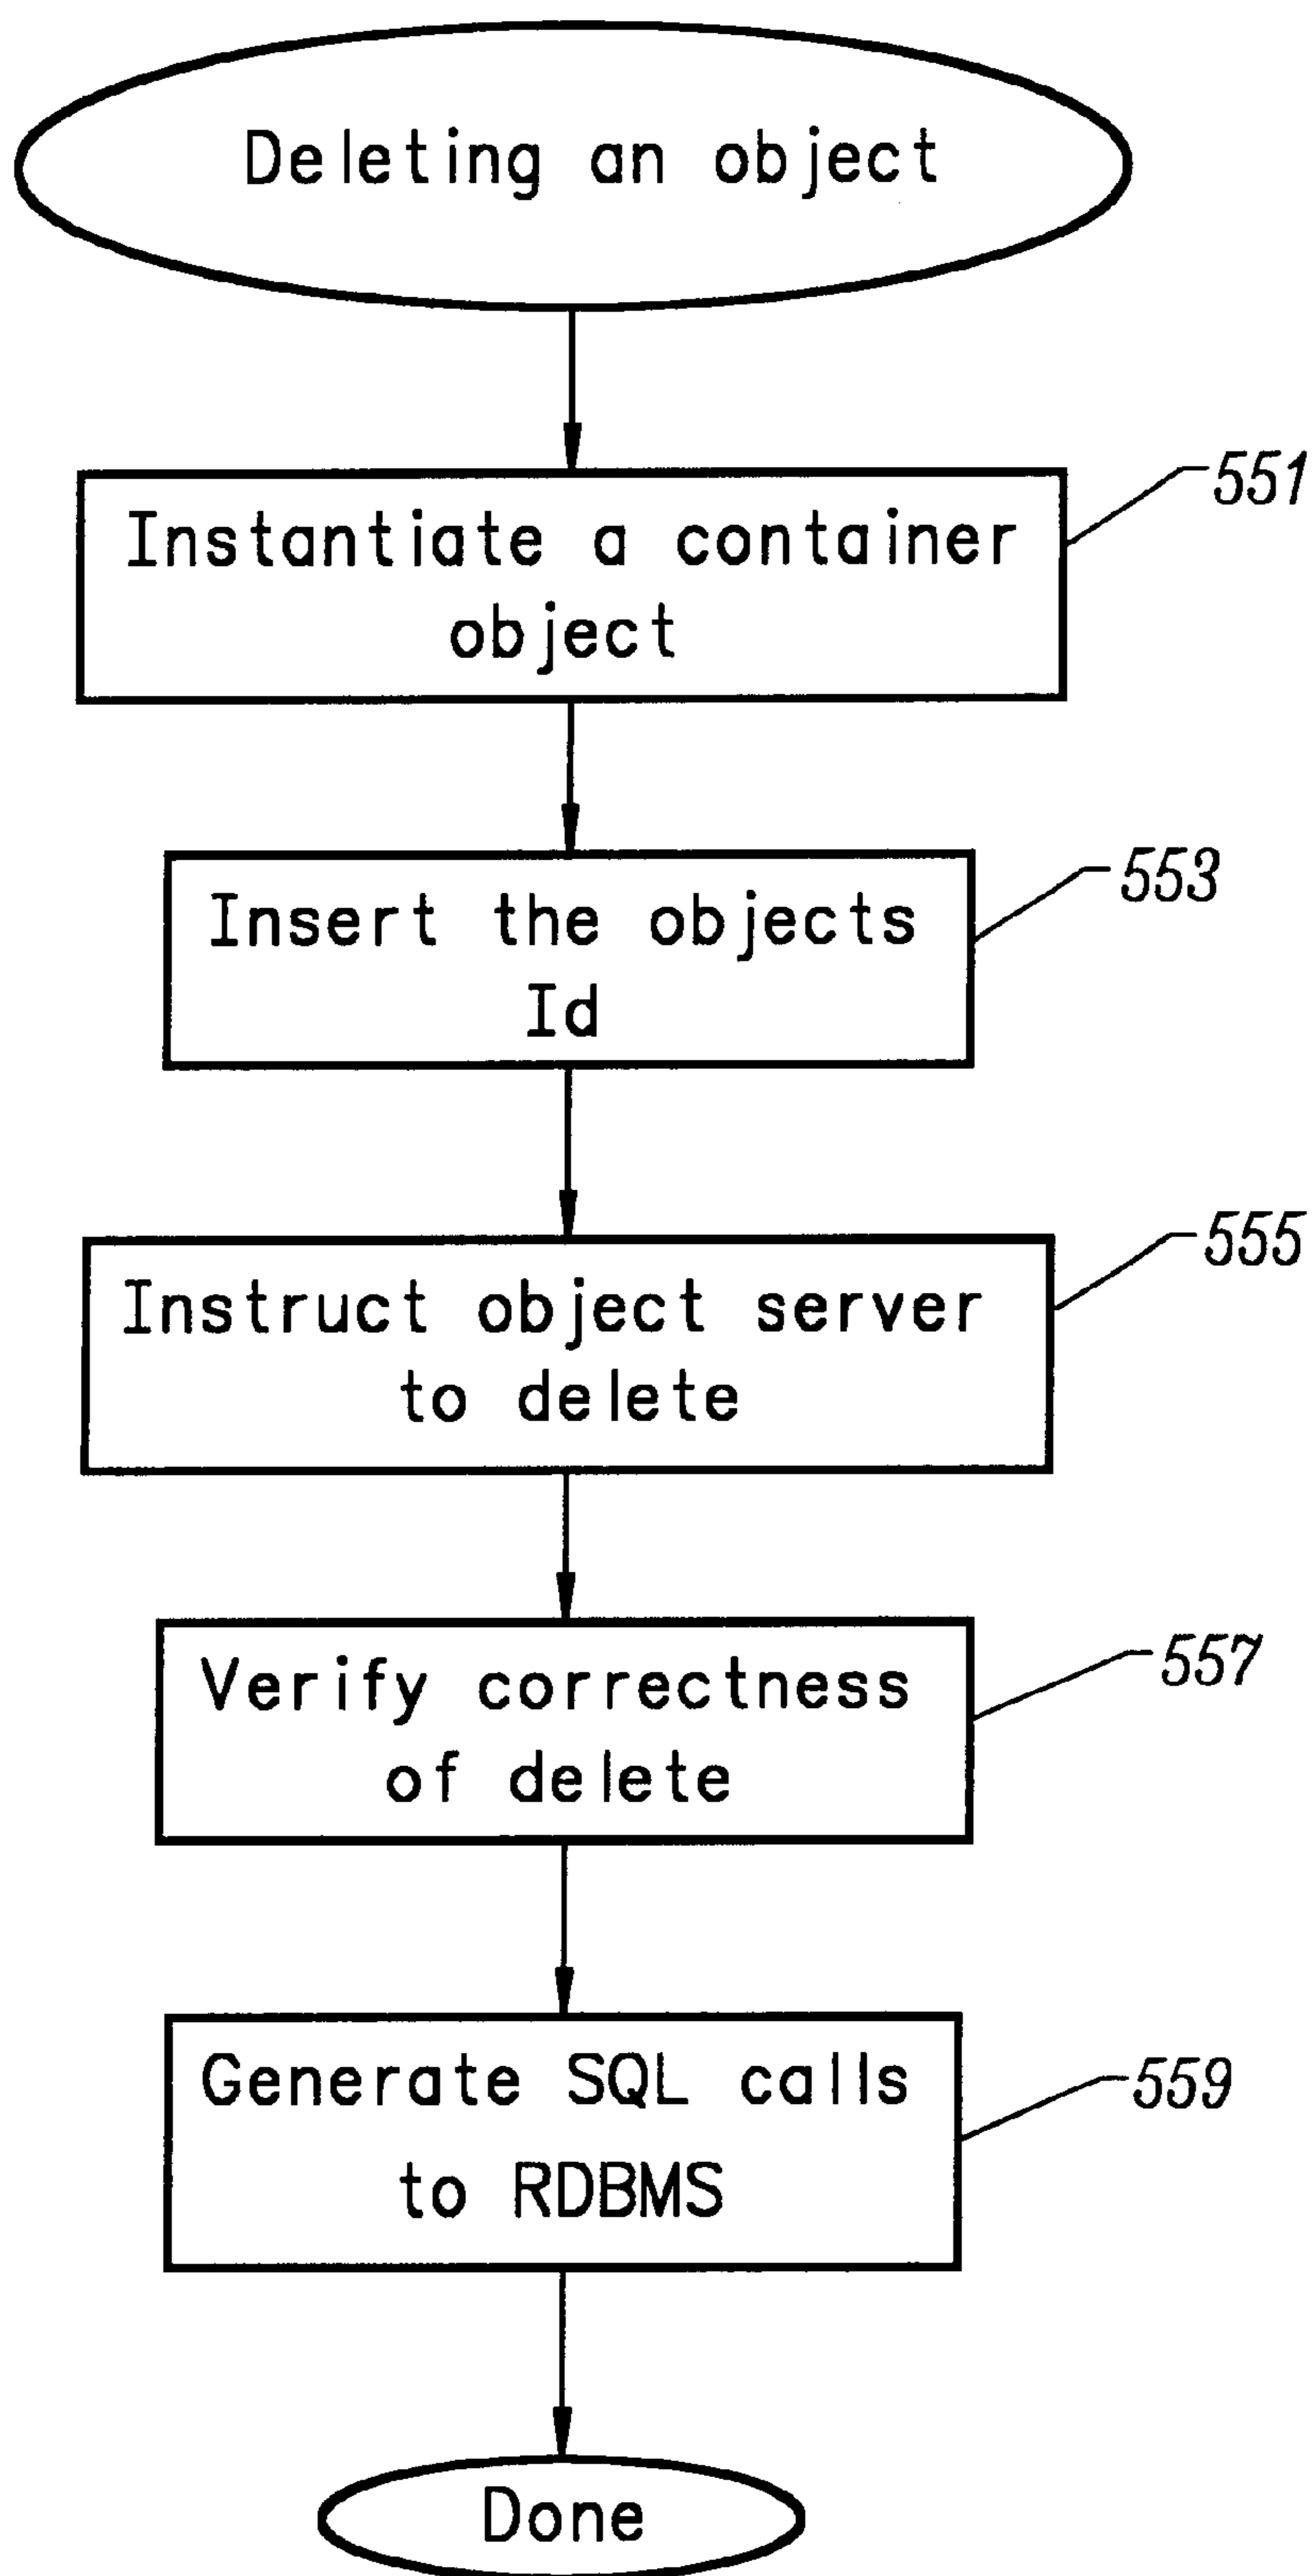 Deleting an object
551
Instantiate a container
object
553
Insert the objects
Id
555
Instruct object server
to delete
557
Verify correctness
of delete
559
Generate SQL calls
to RDBMS
Done